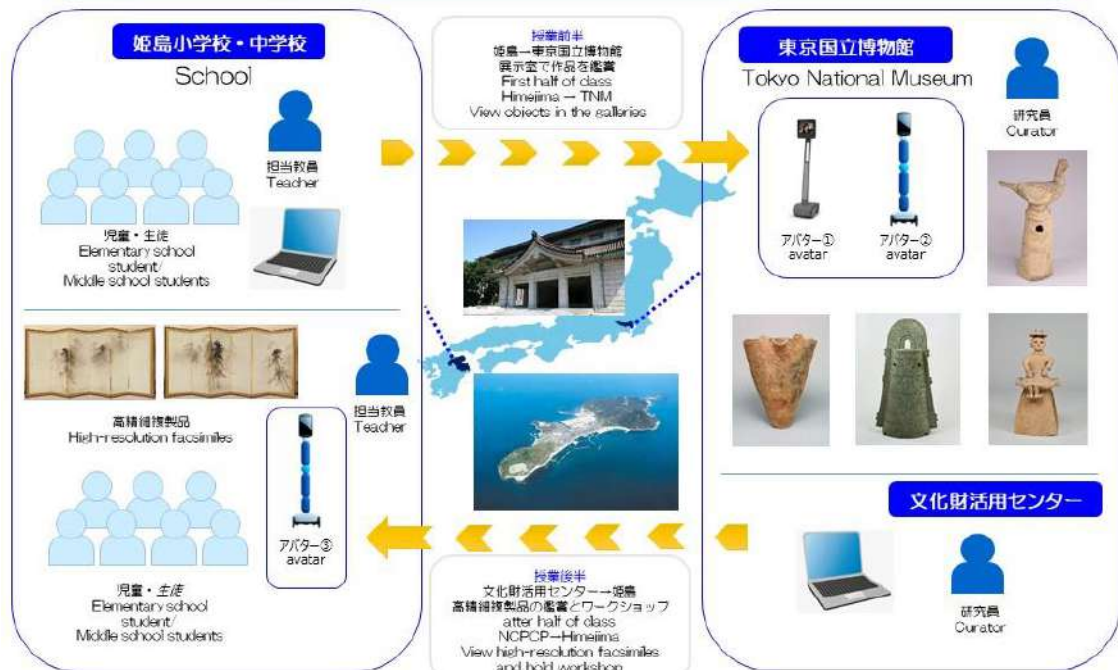 姫島小学校・中学校
School
担当教員
Teacher
児童・生徒
Elementary school
student/
Middle school students
高精細複製品
High-resolution facsimiles
担当教員
Teacher
アバター③
avatar
児童・生徒
Elementary school
student/
Middle school students
授業前半
姫島→東京国立博物館
展示室で作品を鑑賞
First half of class
Himejima → TNM
View objects in the galleries
授業後半
文化財活用センター→姫島
高精細複製品の鑑賞とワークショップ
atter half of class
NCPCP→Himejima
View high-resolution facsimiles
and hold workshop
東京国立博物館
Tokyo National Museum
研究員
Curator
アバター①
avatar
アバター②
avatar
文化財活用センター
研究員
Curator